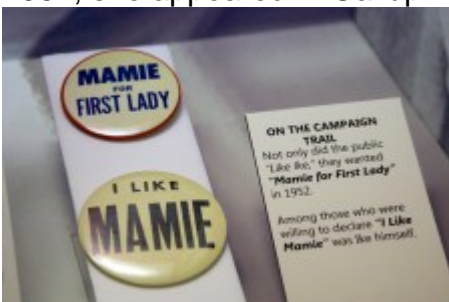 MAMIE
FOR
FIRST LADY
I LIKE
MAMIE
ON THE CAMPAIGN
TRAIL
Not only did the public
"Like Ike," they wanted
"Mamie for First Lady"
in 1952.
Among those who were
willing to declare "I Like
Mamie" was Ike himself.